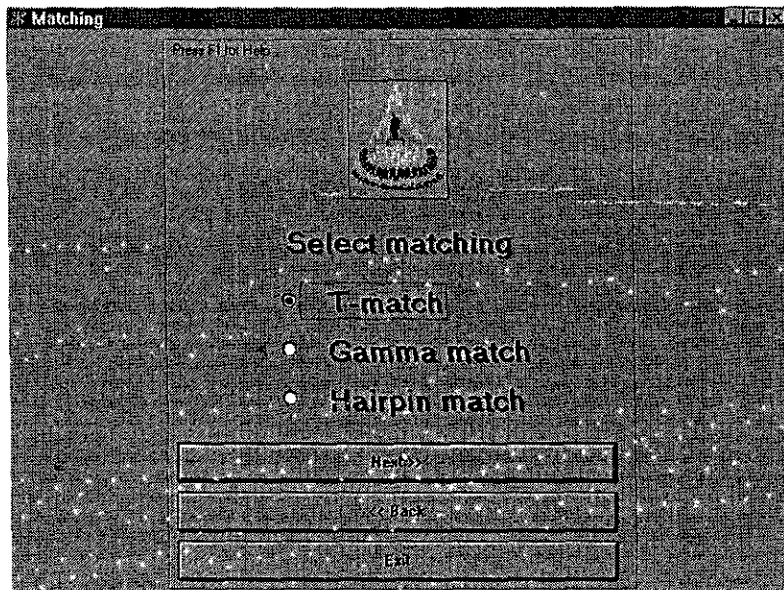 Matching
Press F1 for Help
Select matching
T-match
Gamma match
Hairpin match
Next>>
<< Back
Exit